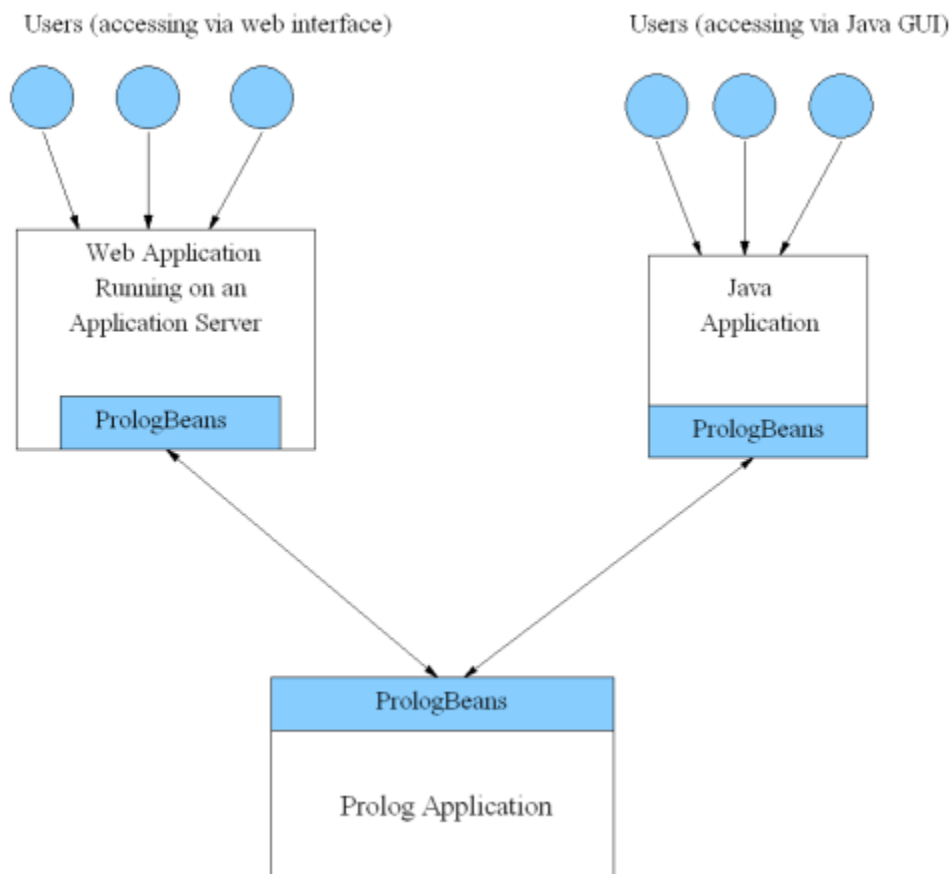 Users (accessing via web interface)
Users (accessing via Java GUI)
Web Application
Running on an
Application Server
PrologBeans
Java
Application
PrologBeans
PrologBeans
Prolog Application